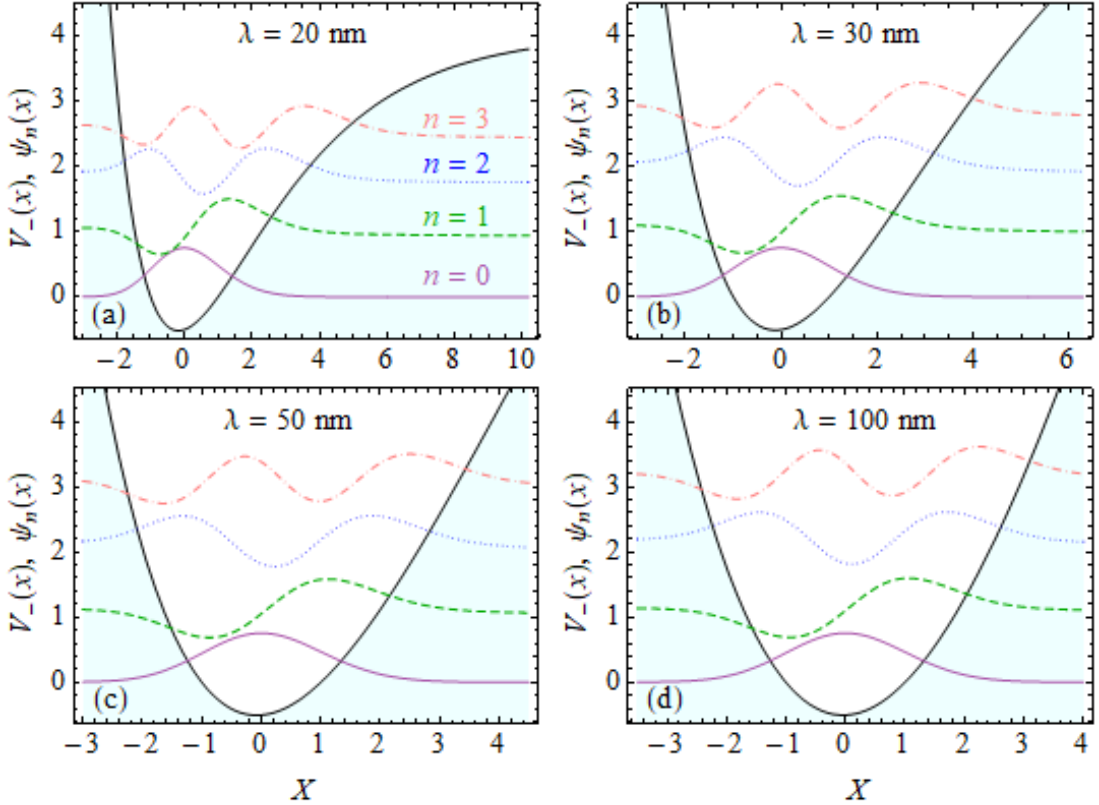 λ = 20 nm
4
3
2
1
0
V_(x), ψn(x)
n = 3
n = 2
n = 1
n = 0
(a)
−2 0 2 4 6 8 10
λ = 30 nm
4
3
2
1
0
V_(x), ψn(x)
(b)
−2 0 2 4 6
λ = 50 nm
4
3
2
1
0
V_(x), ψn(x)
(c)
−3 −2 −1 0 1 2 3 4
X
λ = 100 nm
4
3
2
1
0
V_(x), ψn(x)
(d)
−3 −2 −1 0 1 2 3 4
X